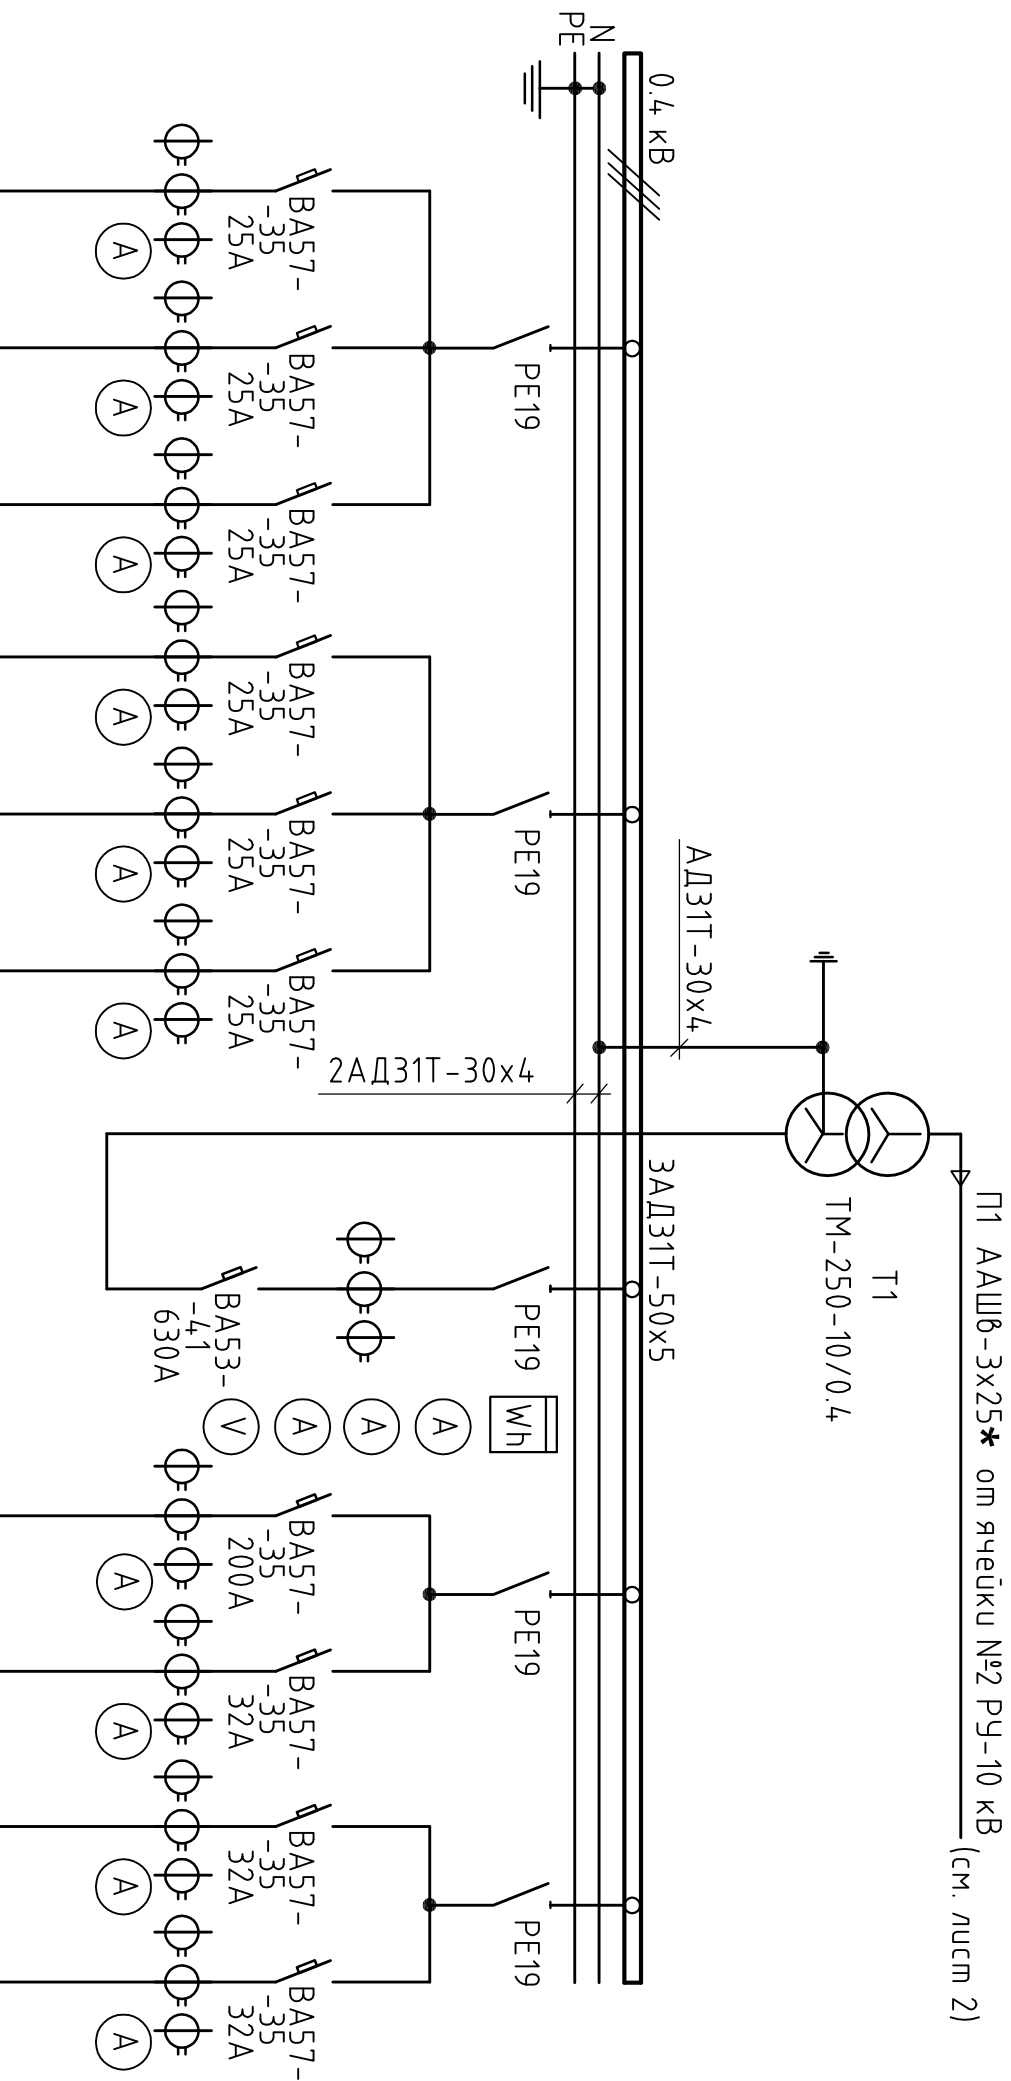 П1 ААШв-3х25* от ячейки №2 РУ-10 кВ
(см. лист 2)
Т1
ТМ-250-10/0.4
АД31Т-30х4
0.4 кВ
3АД31Т-50х5
N
PE
2АД31Т-30х4
РЕ19
РЕ19
РЕ19
РЕ19
РЕ19
Wh
A
A
A
V
ВА57-
-35
25А
A
ВА57-
-35
25А
A
ВА57-
-35
25А
A
ВА57-
-35
25А
A
ВА57-
-35
25А
A
ВА57-
-35
25А
A
ВА53-
-41
630А
ВА57-
-35
200А
A
ВА57-
-35
32А
A
ВА57-
-35
32А
A
ВА57-
-35
32А
A